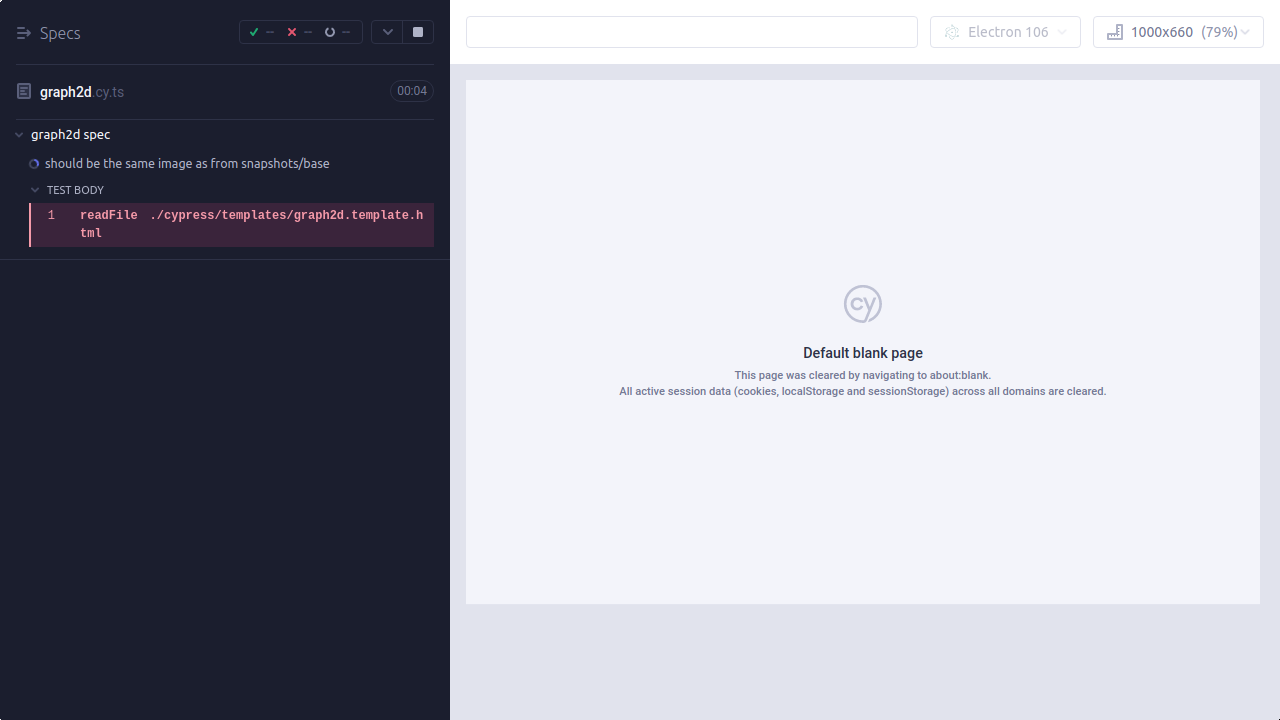 Specs
--
--
--
graph2d.cy.ts
00:04
graph2d spec
should be the same image as from snapshots/base
TEST BODY
1 readFile ./cypress/templates/graph2d.template.h
tml
Electron 106
1000x660 (79%)
cy
Default blank page
This page was cleared by navigating to about:blank.
All active session data (cookies, localStorage and sessionStorage) across all domains are cleared.